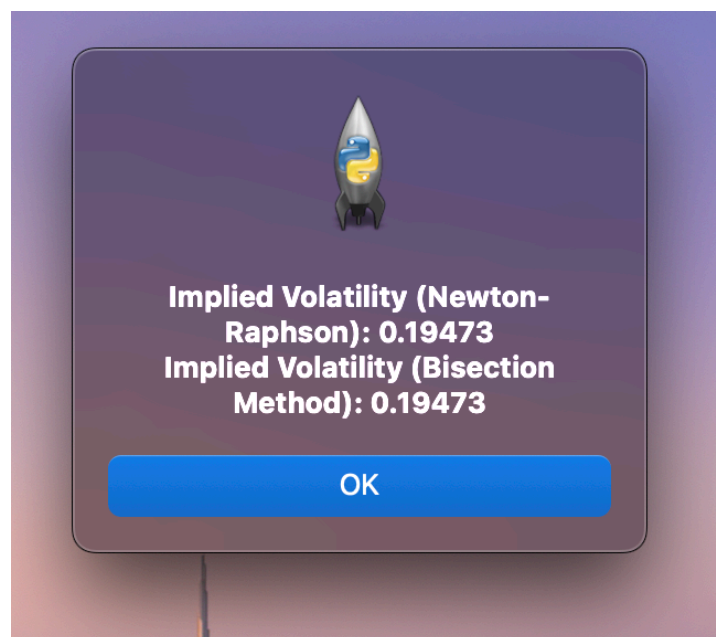 Implied Volatility (Newton-
Raphson): 0.19473
Implied Volatility (Bisection
Method): 0.19473
OK